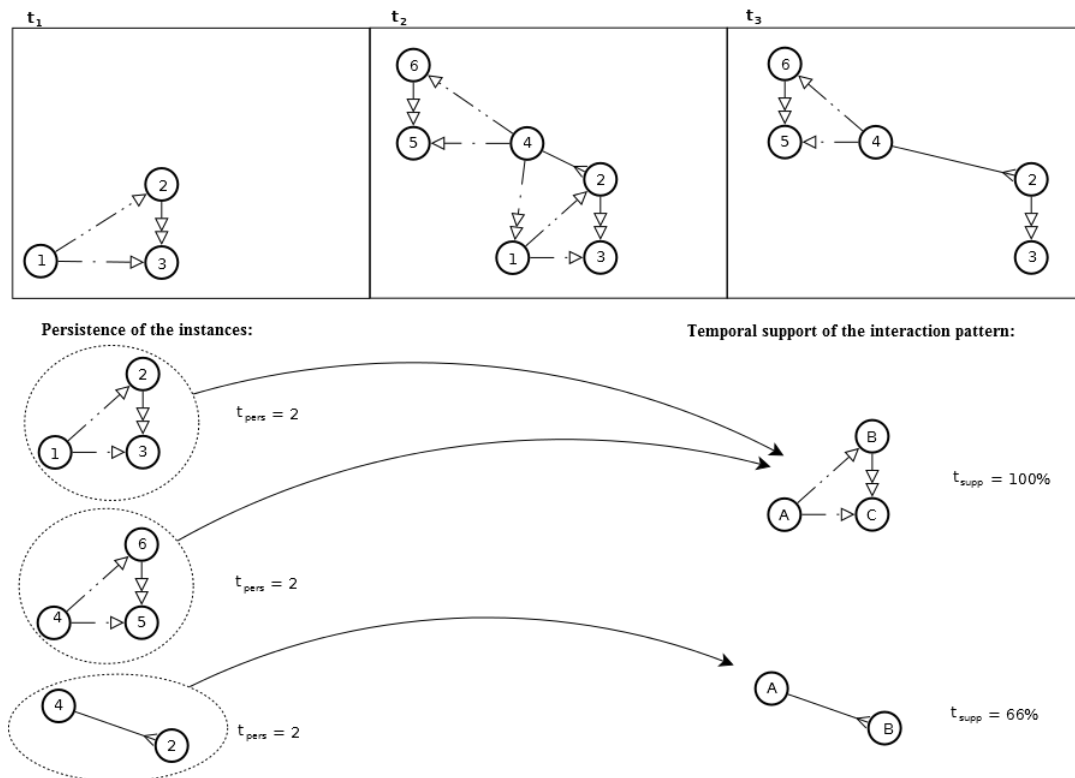 t1
t2
t3
2
1
3
6
5
4
2
1
3
6
5
4
2
3
Persistence of the instances:
Temporal support of the interaction pattern:
2
1
3
tpers = 2
B
A
C
tsupp = 100%
6
4
5
tpers = 2
4
2
tpers = 2
A
B
tsupp = 66%